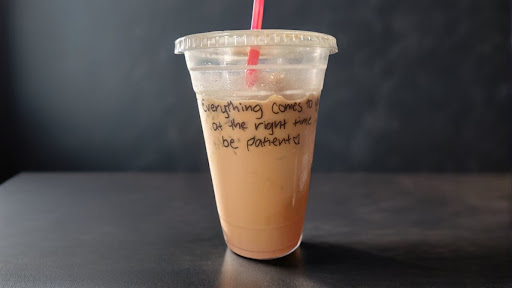 Everything comes to
at the right time
be patient